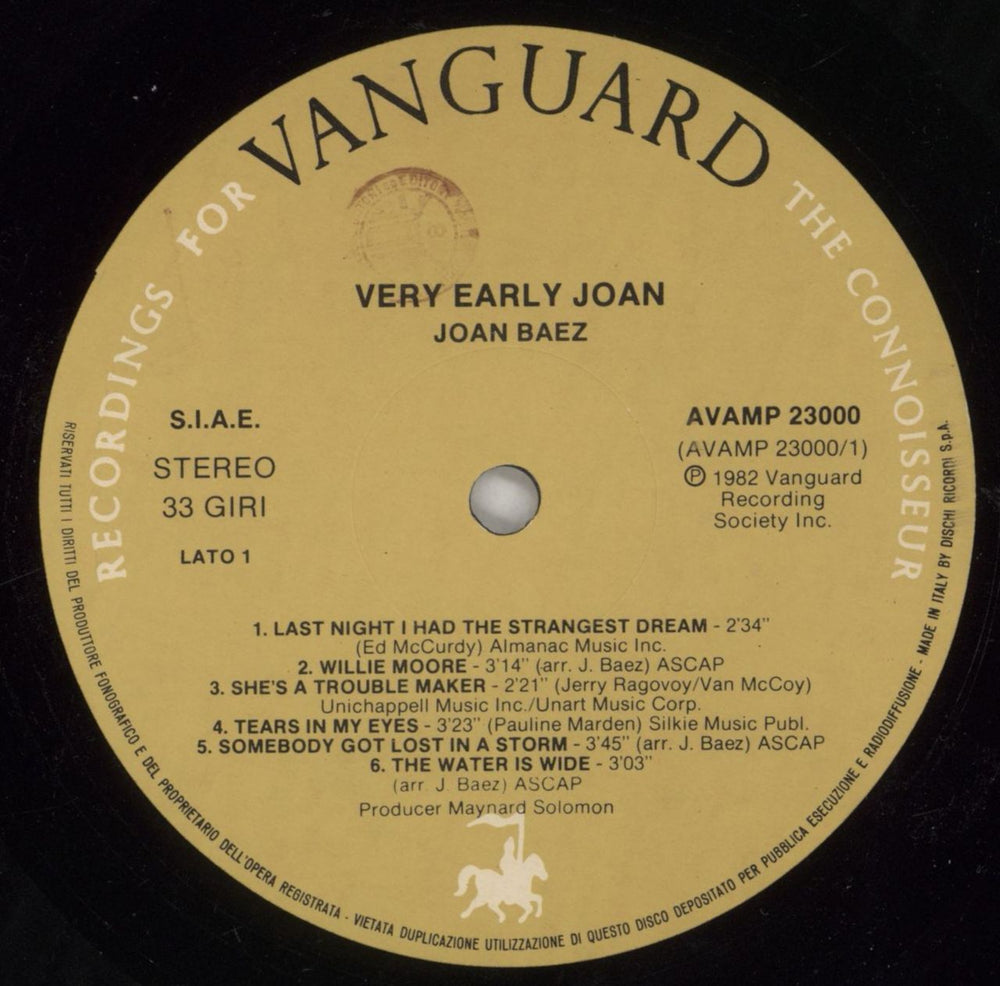 VANGUARD
RECORDINGS FOR THE CONNOISSEUR
VERY EARLY JOAN
JOAN BAEZ
S.I.A.E.
STEREO
33 GIRI
LATO 1
AVAMP 23000
(AVAMP 23000/1)
Ⓟ 1982 Vanguard
Recording
Society Inc.
1. LAST NIGHT I HAD THE STRANGEST DREAM - 2'34"
(Ed McCurdy) Almanac Music Inc.
2. WILLIE MOORE - 3'14" (arr. J. Baez) ASCAP
3. SHE'S A TROUBLE MAKER - 2'21" (Jerry Ragovoy/Van McCoy)
Unichappell Music Inc./Unart Music Corp.
4. TEARS IN MY EYES - 3'23" (Pauline Marden) Silkie Music Publ.
5. SOMEBODY GOT LOST IN A STORM - 3'45" (arr. J. Baez) ASCAP
6. THE WATER IS WIDE - 3'03"
(arr. J. Baez) ASCAP
Producer Maynard Solomon
RISERVATI TUTTI I DIRITTI DEL PRODUTTORE FONOGRAFICO E DEL PROPRIETARIO DELL'OPERA REGISTRATA - VIETATA DUPLICAZIONE UTILIZZAZIONE DI QUESTO DISCO DEPOSITATO PER PUBBLICA ESECUZIONE E RADIODIFFUSIONE - MADE IN ITALY BY DISCHI RICORDI S.p.A.